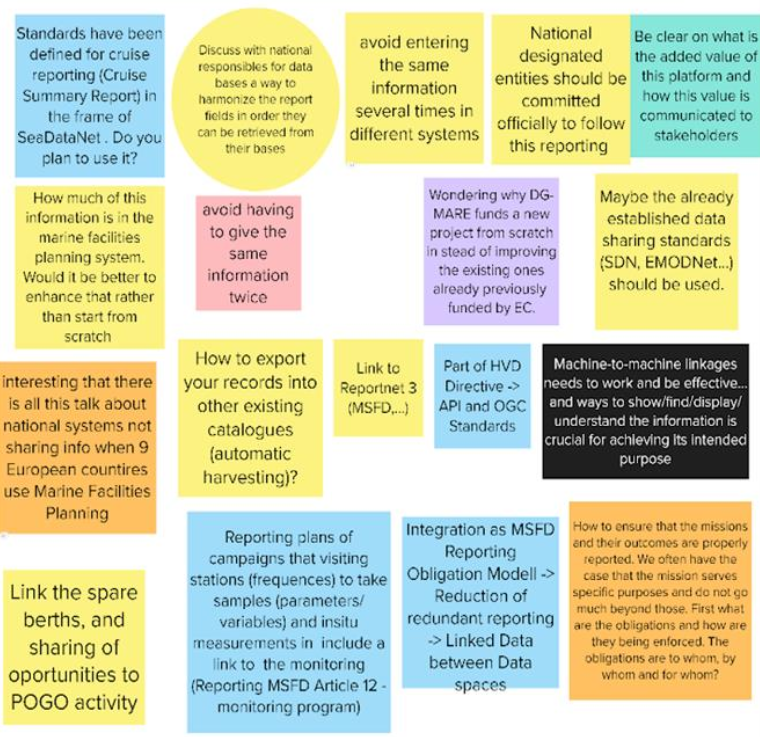 Standards have been
defined for cruise
reporting (Cruise
Summary Report) in
the frame of
SeaDataNet . Do you
plan to use it?
Discuss with national
responsibles for data
bases a way to
harmonize the report
fields in order they
can be retrieved from
their bases
avoid entering
the same
information
several times in
different systems
National
designated
entities should be
committed
officially to follow
this reporting
Be clear on what is
the added value of
this platform and
how this value is
communicated to
stakeholders
How much of this
information is in the
marine facilities
planning system.
Would it be better to
enhance that rather
than start from
scratch
avoid having
to give the
same
information
twice
Wondering why DG-
MARE funds a new
project from scratch
in stead of improving
the existing ones
already previously
funded by EC.
Maybe the already
established data
sharing standards
(SDN, EMODNet...)
should be used.
interesting that there
is all this talk about
national systems not
sharing info when 9
European countires
use Marine Facilities
Planning
How to export
your records into
other existing
catalogues
(automatic
harvesting)?
Link to
Reportnet 3
(MSFD,...)
Part of HVD
Directive ->
API and OGC
Standards
Machine-to-machine linkages
needs to work and be effective...
and ways to show/find/display/
understand the information is
crucial for achieving its intended
purpose
Link the spare
berths, and
sharing of
oportunities to
POGO activity
Reporting plans of
campaigns that visiting
stations (frequences) to take
samples (parameters/
variables) and insitu
measurements in include a
link to the monitoring
(Reporting MSFD Article 12 -
monitoring program)
Integration as MSFD
Reporting
Obligation Modell ->
Reduction of
redundant reporting
-> Linked Data
between Data
spaces
How to ensure that the missions
and their outcomes are properly
reported. We often have the
case that the mission serves
specific purposes and do not go
much beyond those. First what
are the obligations and how are
they being enforced. The
obligations are to whom, by
whom and for whom?